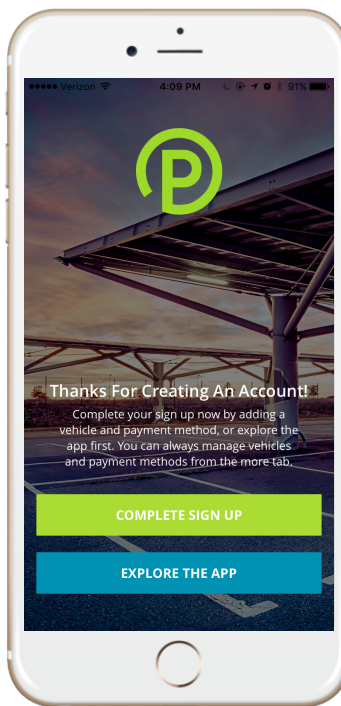 Verizon 4:09 PM 91%
P
Thanks For Creating An Account!
Complete your sign up now by adding a
vehicle and payment method, or explore the
app first. You can always manage vehicles
and payment methods from the more tab.
COMPLETE SIGN UP
EXPLORE THE APP